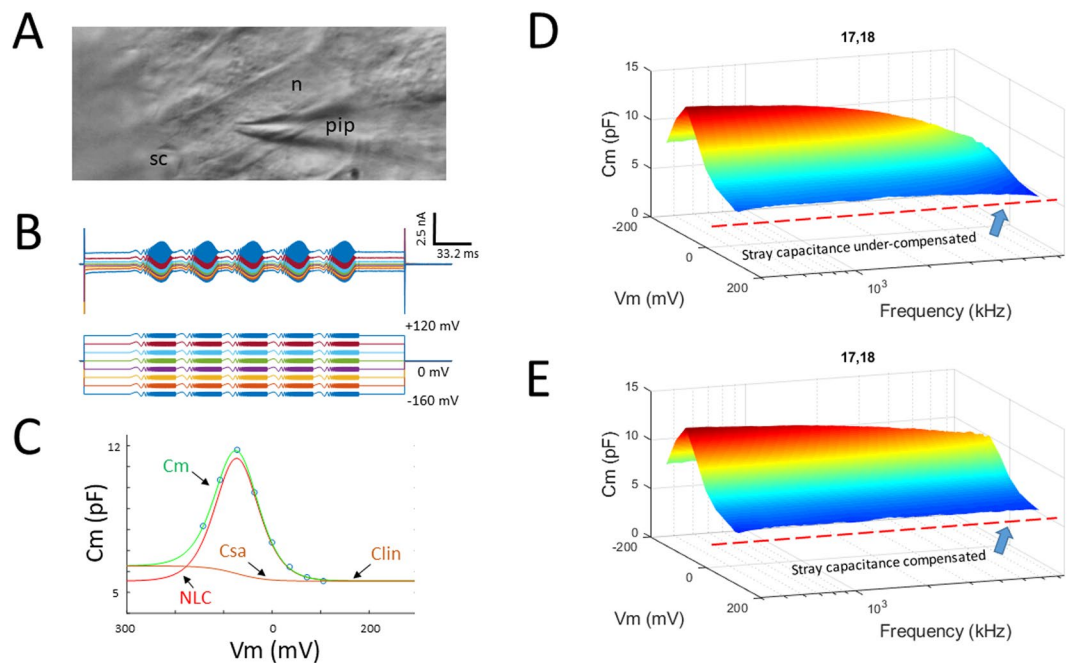 A
n
pip
sc
B
2.5 nA
33.2 ms
+120 mV
0 mV
-160 mV
C
12
Cm (pF)
5
Cm
Csa
Clin
NLC
300
0
200
Vm (mV)
D
17,18
15
10
5
0
Cm (pF)
-200
0
200
Vm (mV)
Stray capacitance under-compensated
10³
Frequency (kHz)
E
17,18
15
10
5
0
Cm (pF)
-200
0
200
Vm (mV)
Stray capacitance compensated
10³
Frequency (kHz)